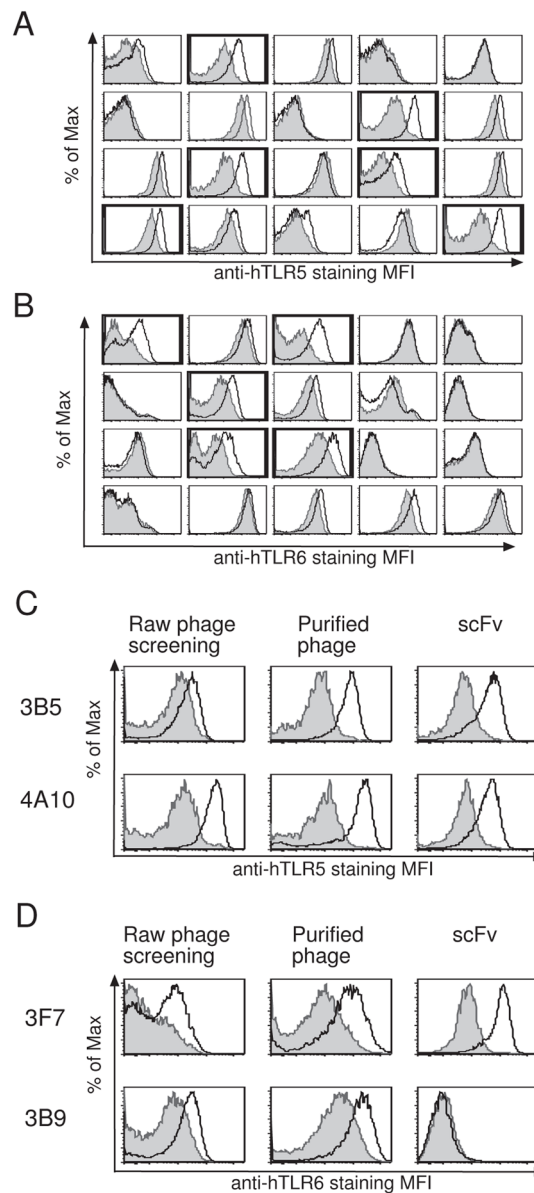 A
% of Max
anti-hTLR5 staining MFI
B
% of Max
anti-hTLR6 staining MFI
C
Raw phage
screening
Purified
phage
scFv
3B5
4A10
% of Max
anti-hTLR5 staining MFI
D
Raw phage
screening
Purified
phage
scFv
3F7
3B9
% of Max
anti-hTLR6 staining MFI